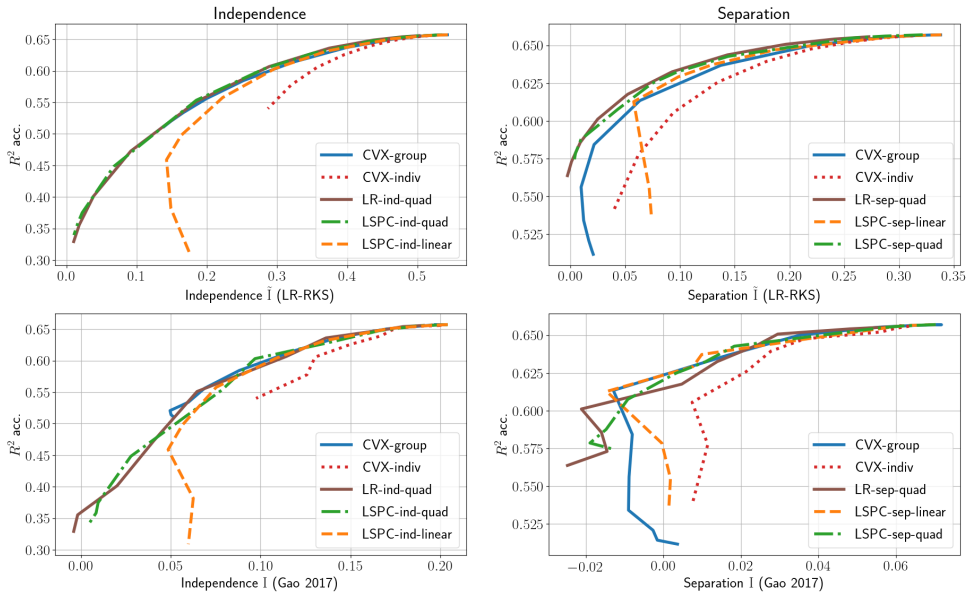 Independence
0.65
0.60
0.55
0.50
0.45
0.40
0.35
0.30
R² acc.
CVX-group
CVX-indiv
LR-ind-quad
LSPC-ind-quad
LSPC-ind-linear
0.0 0.1 0.2 0.3 0.4 0.5
Independence Ĩ (LR-RKS)
Separation
0.650
0.625
0.600
0.575
0.550
0.525
R² acc.
CVX-group
CVX-indiv
LR-sep-quad
LSPC-sep-linear
LSPC-sep-quad
0.00 0.05 0.10 0.15 0.20 0.25 0.30 0.35
Separation Ĩ (LR-RKS)
0.65
0.60
0.55
0.50
0.45
0.40
0.35
0.30
R² acc.
CVX-group
CVX-indiv
LR-ind-quad
LSPC-ind-quad
LSPC-ind-linear
0.00 0.05 0.10 0.15 0.20
Independence I (Gao 2017)
0.650
0.625
0.600
0.575
0.550
0.525
R² acc.
CVX-group
CVX-indiv
LR-sep-quad
LSPC-sep-linear
LSPC-sep-quad
−0.02 0.00 0.02 0.04 0.06
Separation I (Gao 2017)